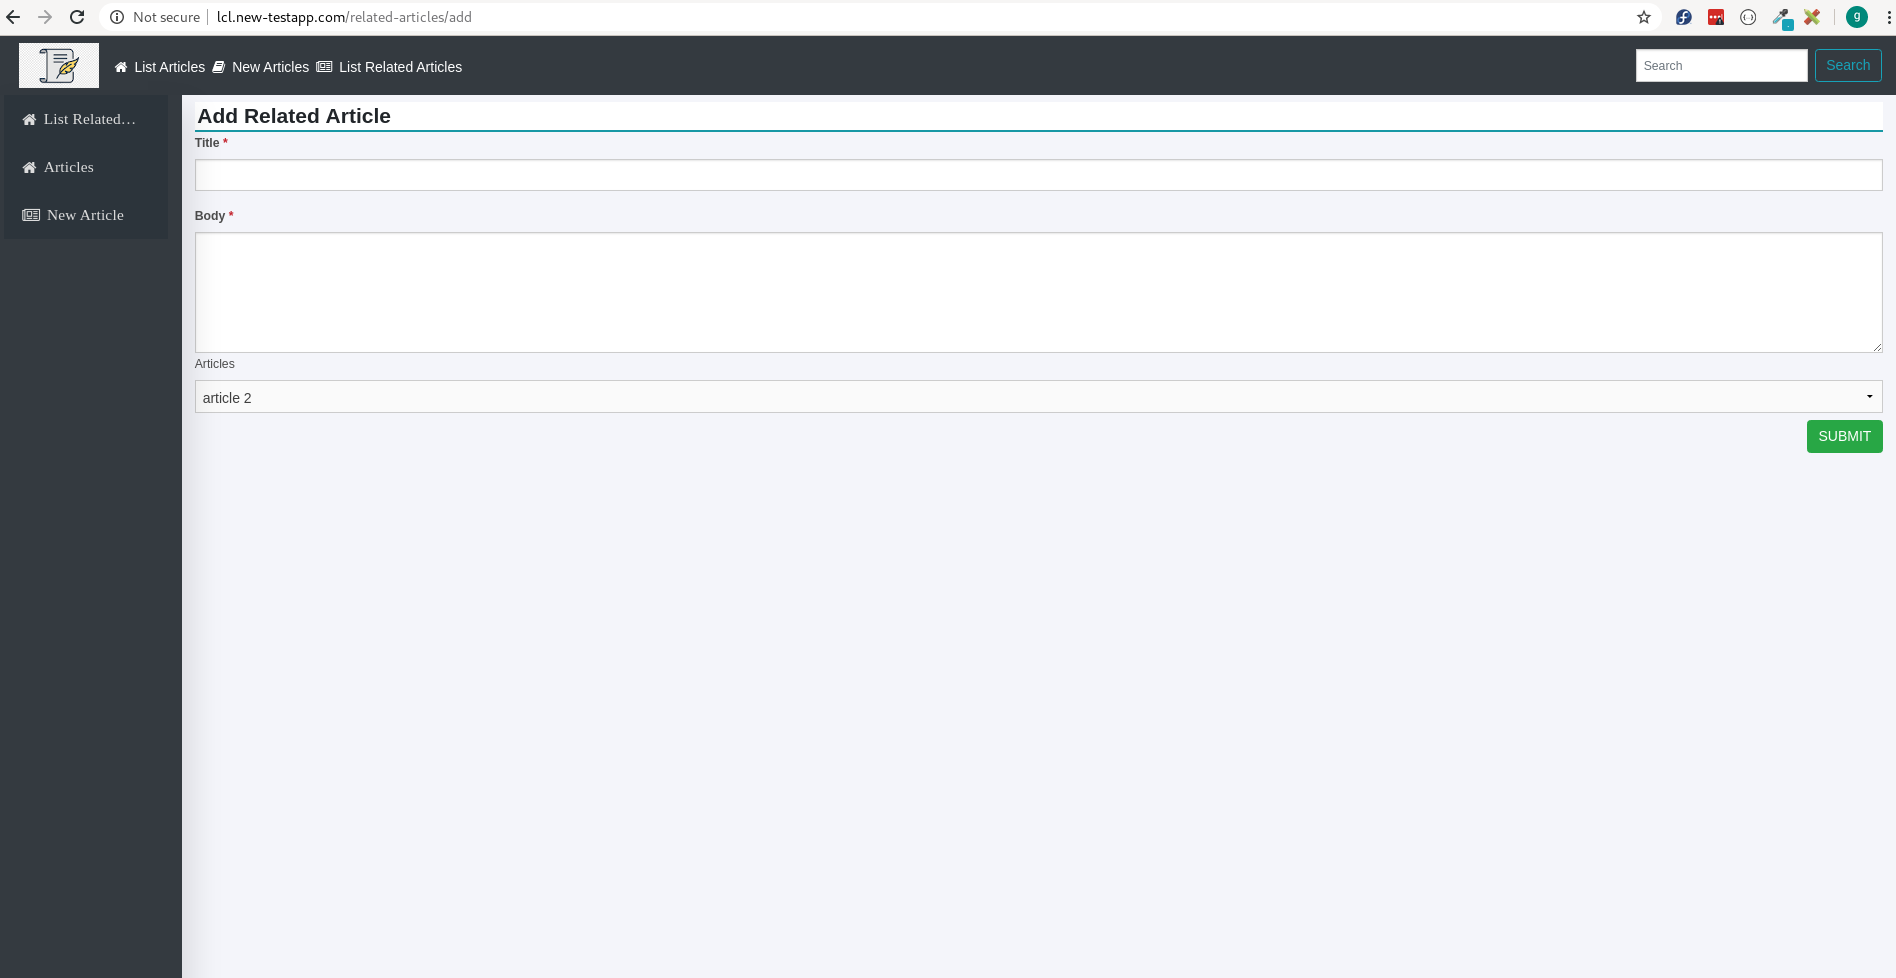 Not secure lcl.new-testapp.com/related-articles/add
g
List Articles New Articles List Related Articles
Search Search
List Related...
Articles
New Article
Add Related Article
Title *
Body *
Articles
article 2
SUBMIT